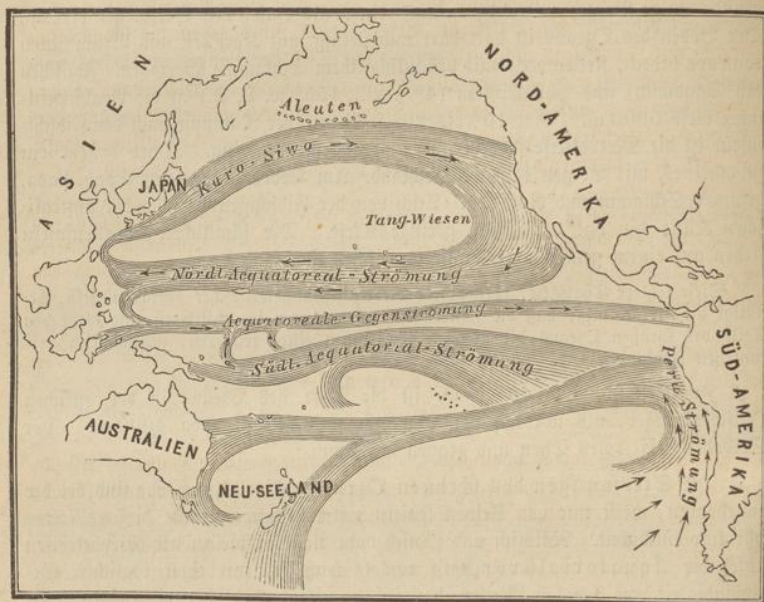 ASIEN
NORD-AMERIKA
Aleuten
Kuro-Siwo
JAPAN
Tang-Wiesen
Nördl. Aequatoreal-Strömung
Aequatoreale-Gegenströmung
Südl. Aequatorial-Strömung
SÜD-AMERIKA
Perú Strömung
AUSTRALIEN
NEU-SEELAND